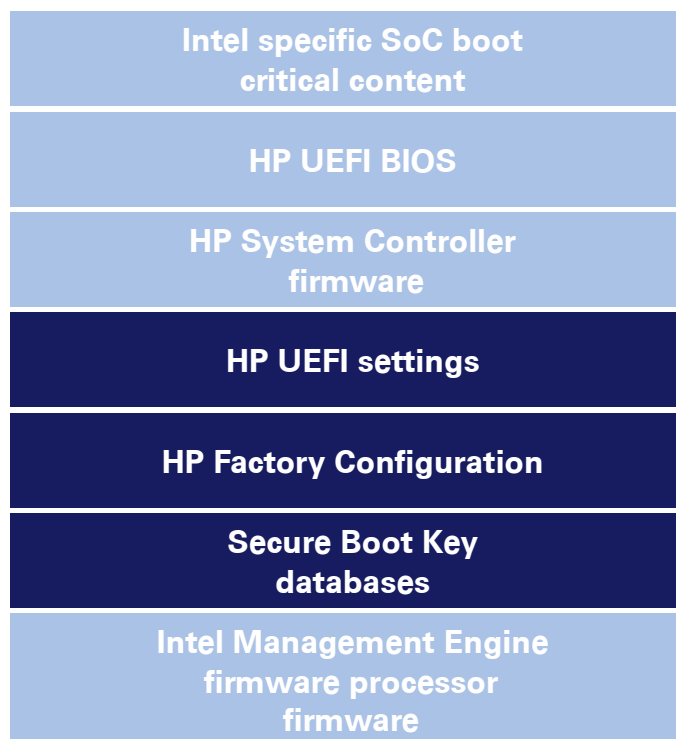 Intel specific SoC boot
critical content
HP UEFI BIOS
HP System Controller
firmware
HP UEFI settings
HP Factory Configuration
Secure Boot Key
databases
Intel Management Engine
firmware processor
firmware